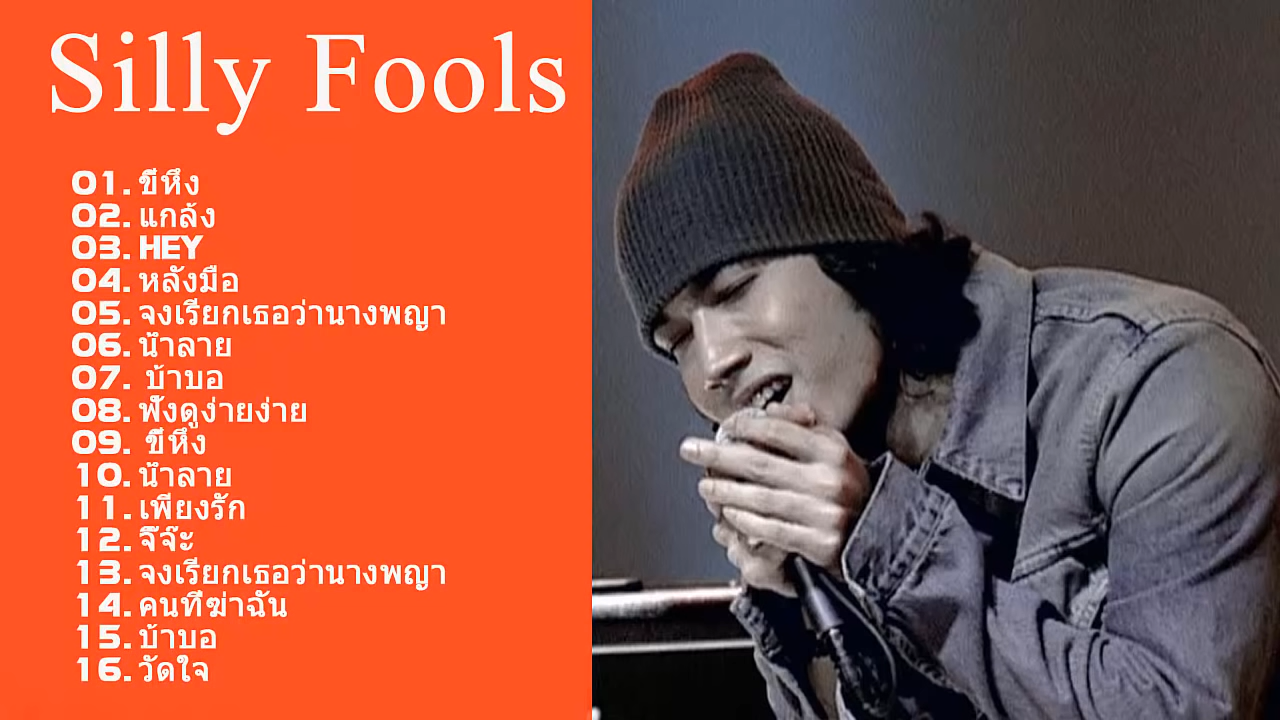 Silly Fools
01. ขี้หึง
02. แกล้ง
03. HEY
04. หลังมือ
05. จงเรียกเธอว่านางพญา
06. น้ำลาย
07. บ้าบอ
08. ฟังดูง่ายง่าย
09. ขี้หึง
10. น้ำลาย
11. เพียงรัก
12. จิ๊จ๊ะ
13. จงเรียกเธอว่านางพญา
14. คนที่ฆ่าฉัน
15. บ้าบอ
16. วัดใจ